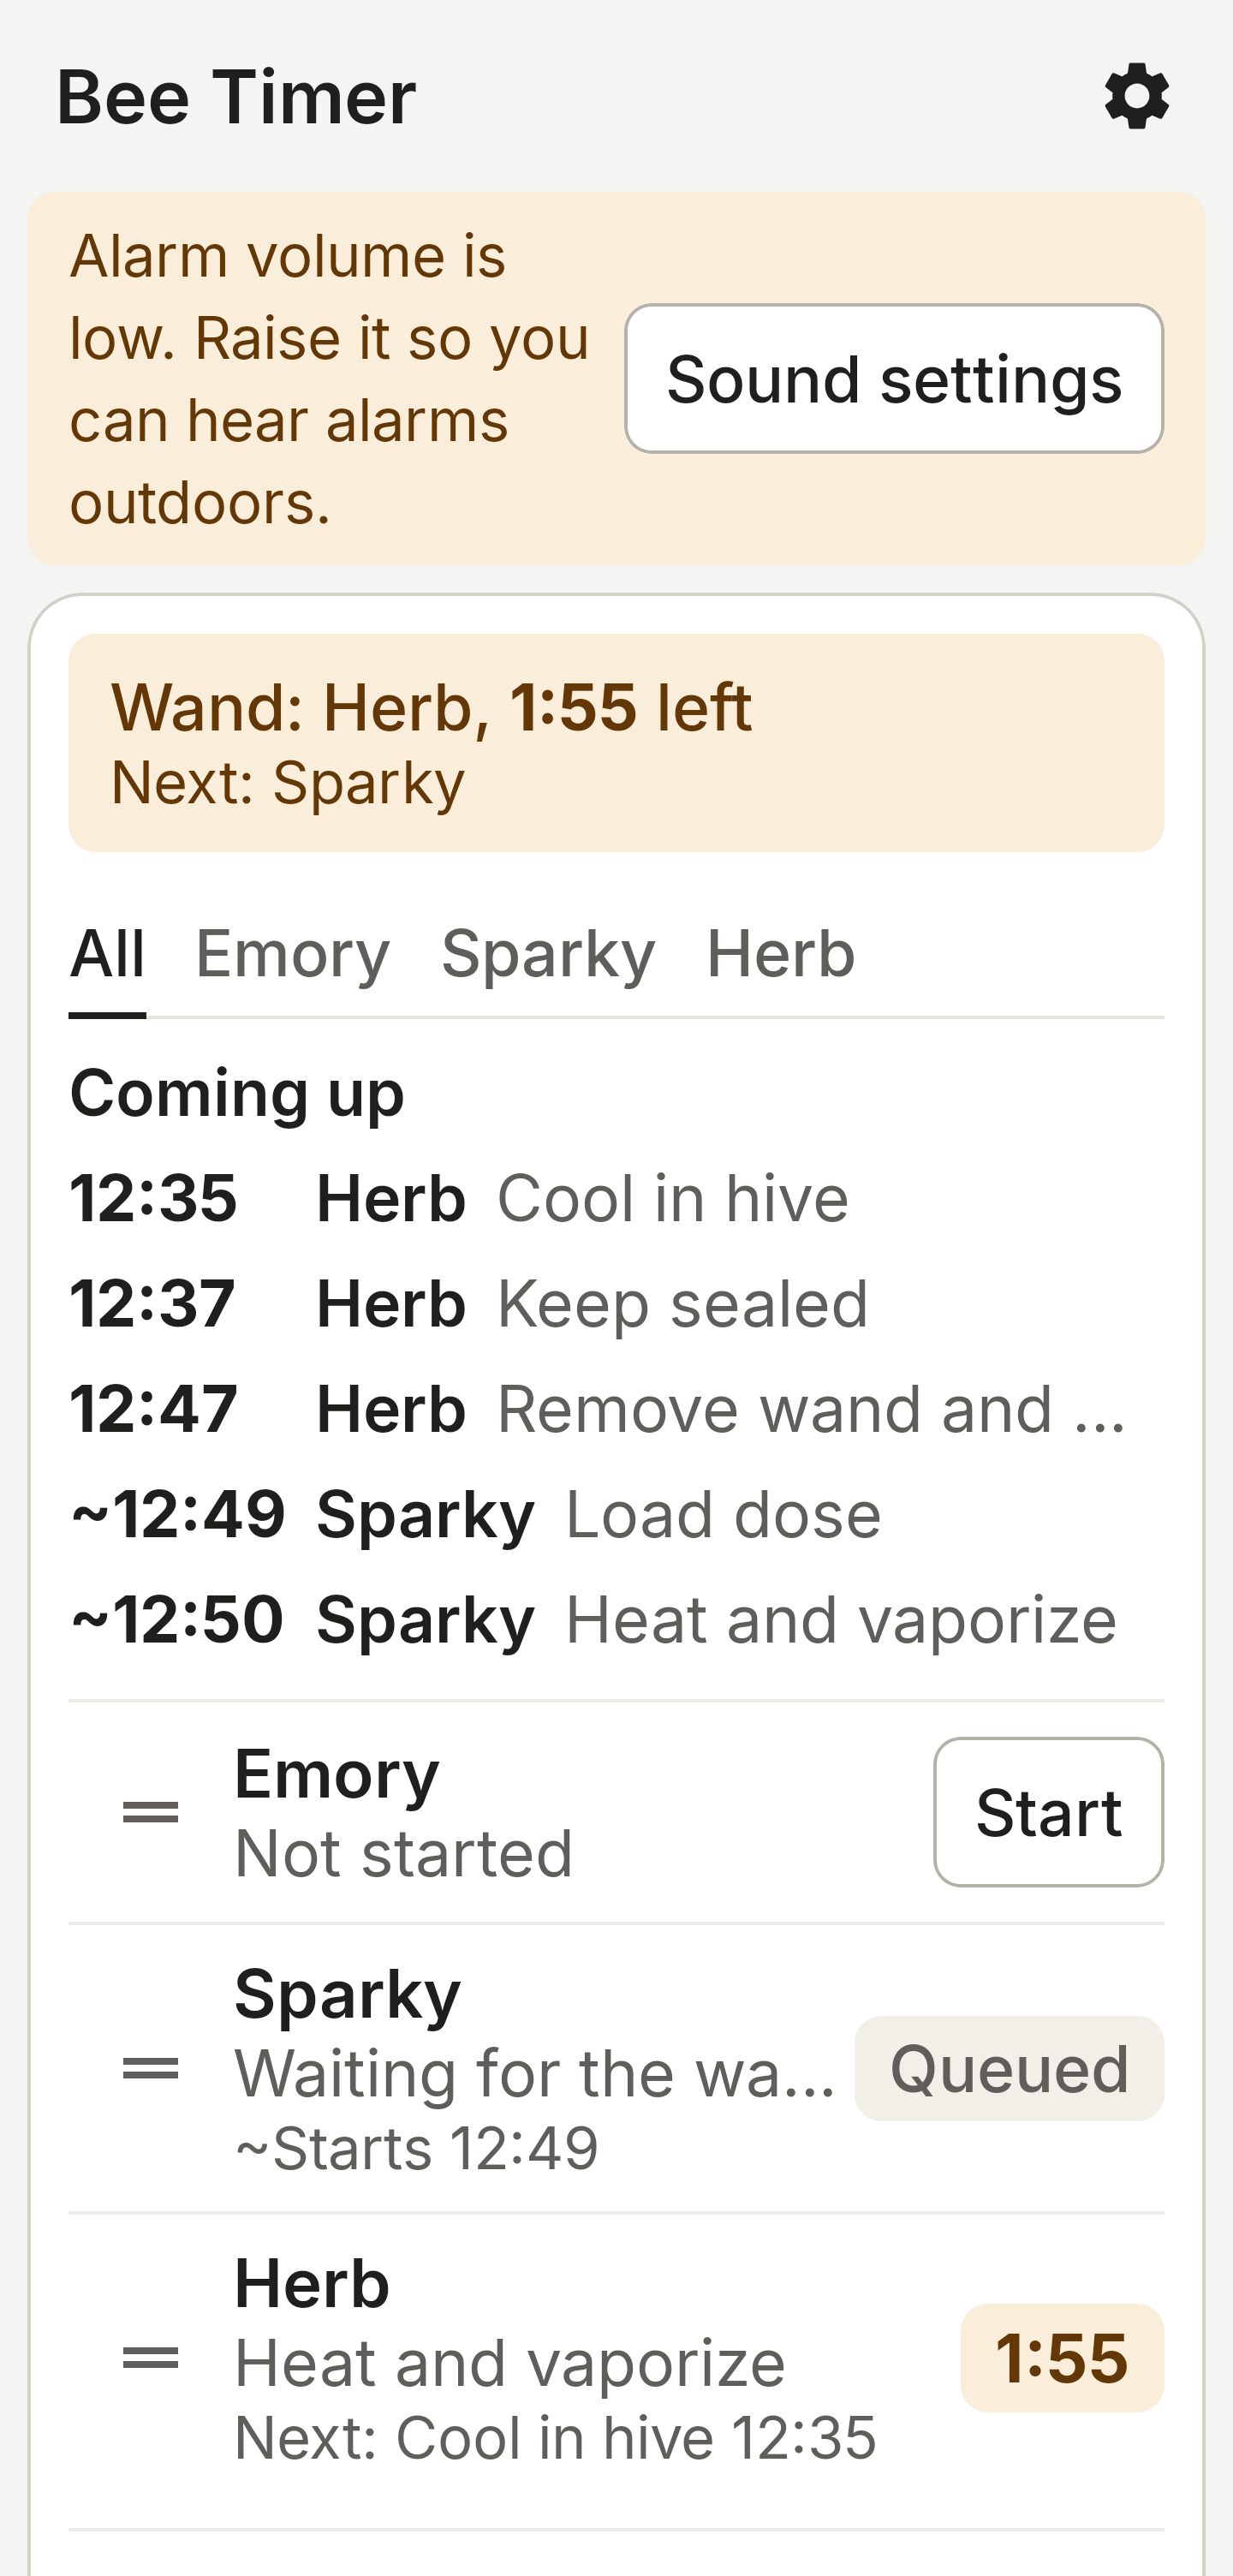 Bee Timer
Alarm volume is
low. Raise it so you
can hear alarms
outdoors.
Sound settings
Wand: Herb, 1:55 left
Next: Sparky
All Emory Sparky Herb
Coming up
12:35 Herb Cool in hive
12:37 Herb Keep sealed
12:47 Herb Remove wand and ...
~12:49 Sparky Load dose
~12:50 Sparky Heat and vaporize
Emory
Not started
Start
Sparky
Waiting for the wa...
~Starts 12:49
Queued
Herb
Heat and vaporize
Next: Cool in hive 12:35
1:55